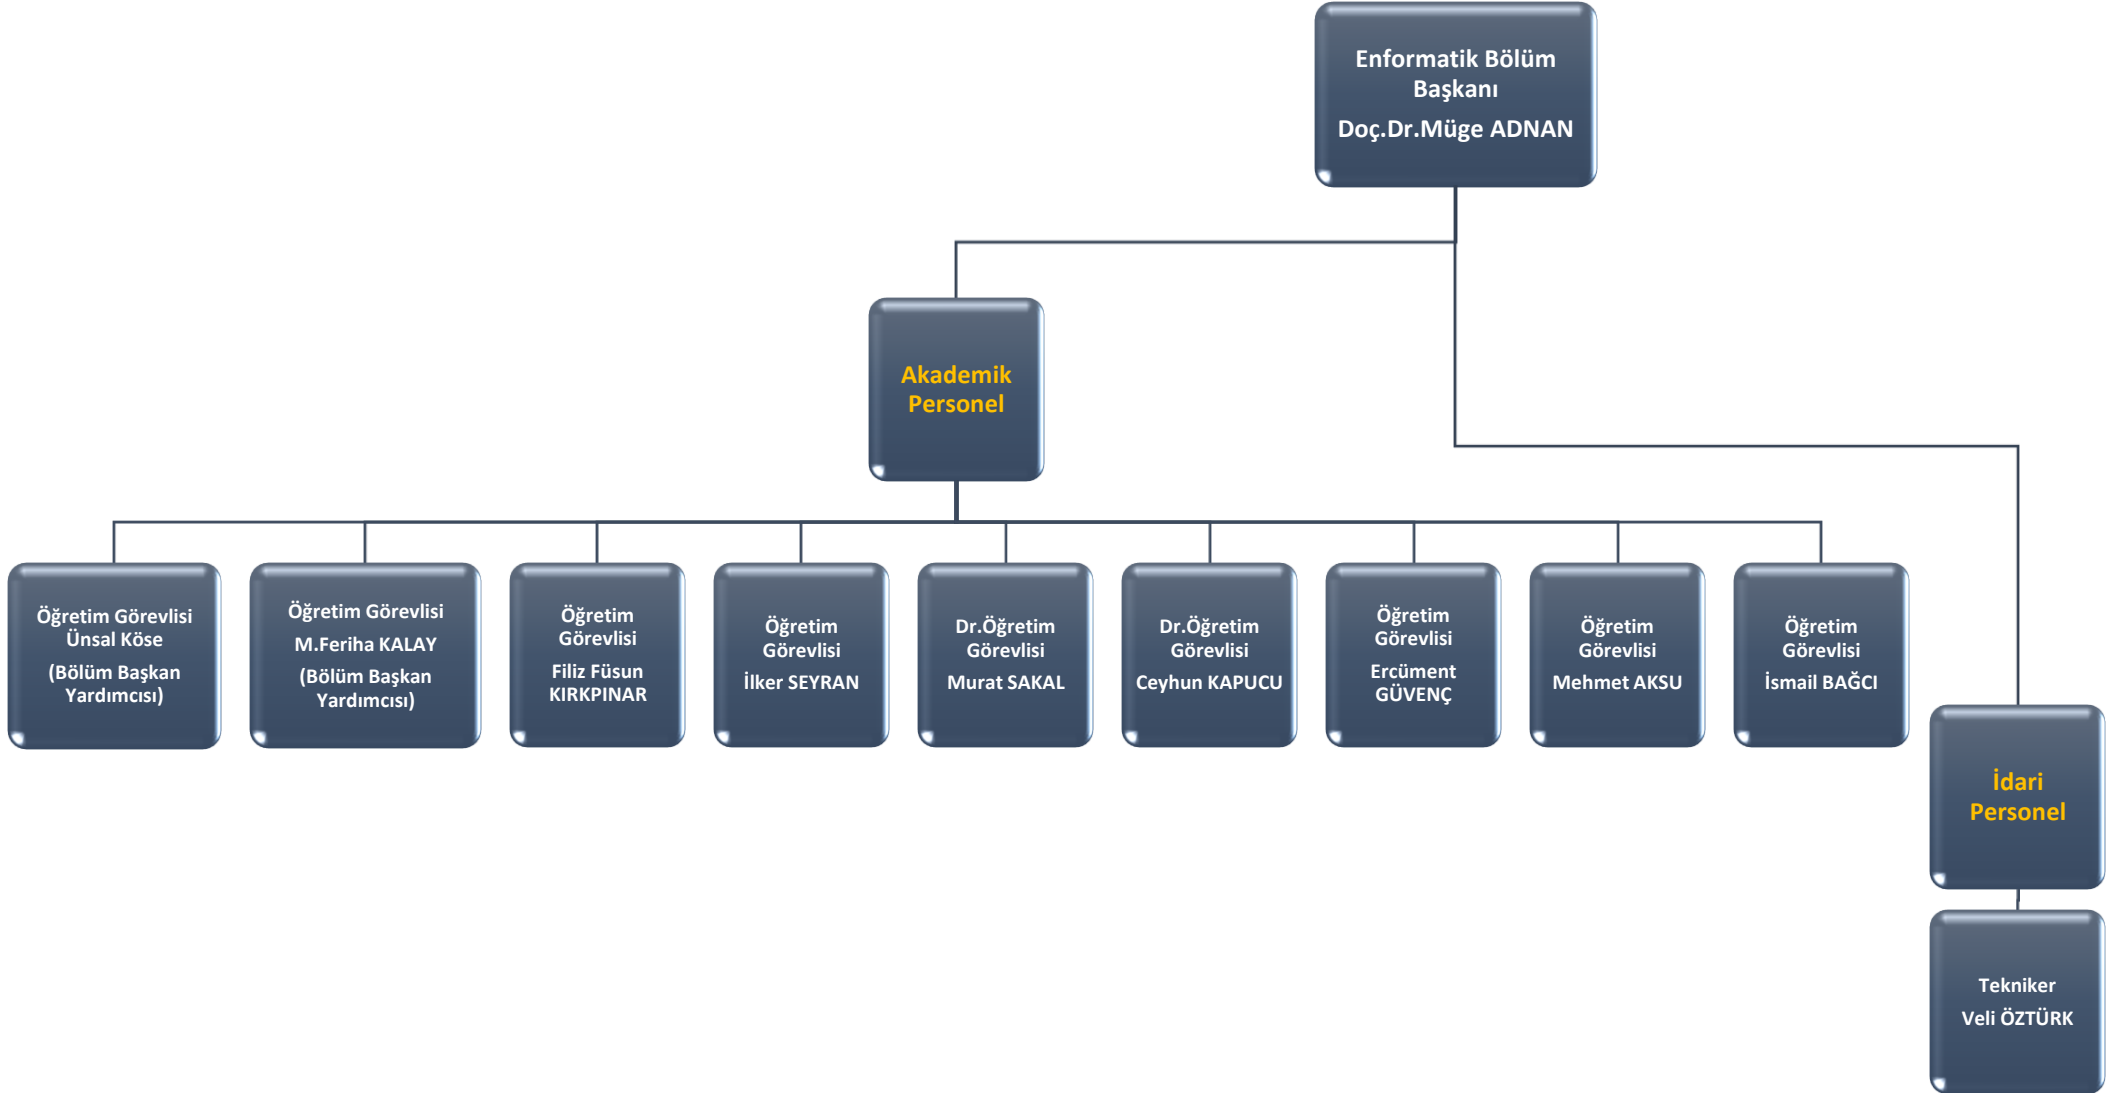 Enformatik Bölüm
Başkanı
Doç.Dr.Müge ADNAN
Akademik
Personel
Öğretim Görevlisi
Ünsal Köse
(Bölüm Başkan
Yardımcısı)
Öğretim Görevlisi
M.Feriha KALAY
(Bölüm Başkan
Yardımcısı)
Öğretim
Görevlisi
Filiz Füsun
KIRKPINAR
Öğretim
Görevlisi
İlker SEYRAN
Dr.Öğretim
Görevlisi
Murat SAKAL
Dr.Öğretim
Görevlisi
Ceyhun KAPUCU
Öğretim
Görevlisi
Ercüment
GÜVENÇ
Öğretim
Görevlisi
Mehmet AKSU
Öğretim
Görevlisi
İsmail BAĞCI
İdari
Personel
Tekniker
Veli ÖZTÜRK